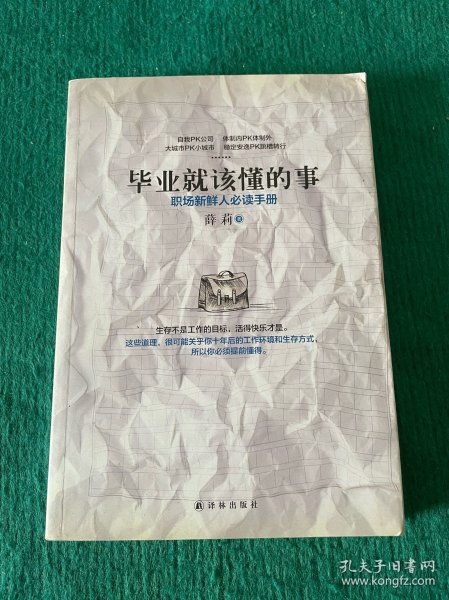 自我PK公司 体制内PK体制外
大城市PK小城市 稳定安逸PK跳槽转行
……
毕业就该懂的事
职场新鲜人必读手册
薛莉 著
生存不是工作的目标，活得快乐才是。
这些道理，很可能关乎你十年后的工作环境和生存方式，
所以你必须提前懂得。
译林出版社
孔夫子旧书网
www.kongfz.com